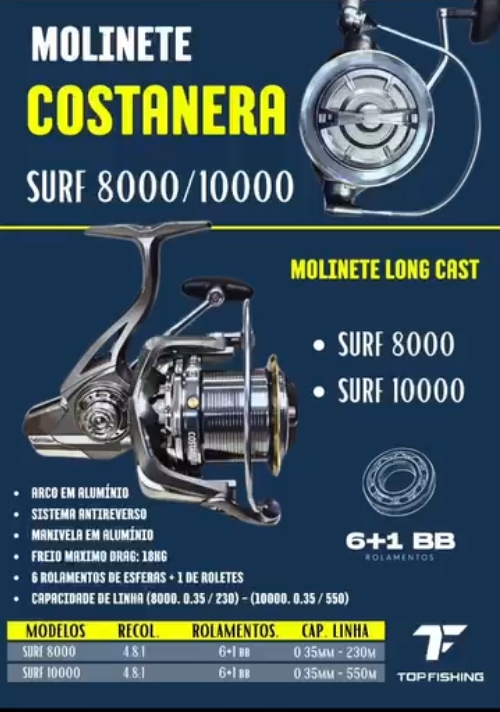 MOLINETE
COSTANERA
SURF 8000/10000
MOLINETE LONG CAST
• SURF 8000
• SURF 10000
• ARCO EM ALUMÍNIO
• SISTEMA ANTIREVERSO
• MANIVELA EM ALUMÍNIO
• FREIO MAXIMO DRAG: 18KG
• 6 ROLAMENTOS DE ESFERAS + 1 DE ROLETES
• CAPACIDADE DE LINHA (8000. 0.35 / 230) - (10000. 0.35 / 550)
6+1 BB
ROLAMENTOS
MODELOS RECOL. ROLAMENTOS. CAP. LINHA
SURF 8000 4.8.1 6+1 BB 0.35MM - 230M
SURF 10000 4.8.1 6+1 BB 0.35MM - 550M
TOPFISHING